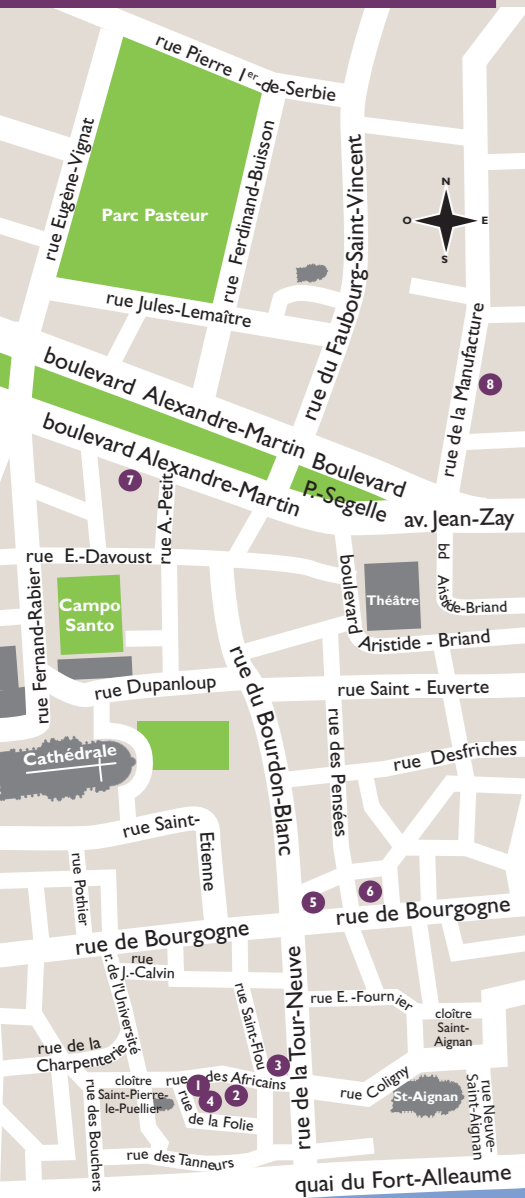 rue Pierre Ier-de-Serbie
rue Eugène-Vignat
Parc Pasteur
rue Ferdinand-Buisson
rue du Faubourg-Saint-Vincent
N
O
E
S
rue Jules-Lemaître
rue de la Manufacture
8
boulevard Alexandre-Martin
Boulevard
P.-Segelle
boulevard Alexandre-Martin
7
rue A.-Petit
av. Jean-Zay
rue E.-Davoust
boulevard
Aristide - Briand
bd Aristide-Briand
Théâtre
Campo
Santo
rue Fernand-Rabier
rue Dupanloup
rue du Bourdon-Blanc
rue Saint - Euverte
rue des Pensées
rue Desfriches
Cathédrale
rue Saint-
Etienne
rue Pothier
5
6
rue de Bourgogne
rue de Bourgogne
rue
J.-Calvin
r. de l'Université
rue Saint-Flou
rue de la Tour-Neuve
rue E. -Fournier
cloître
Saint-
Aignan
rue de la
Charpenterie
3
cloître
Saint-Pierre-
le-Puellier
rue des Africains
1
4
2
rue
de la Folie
rue Coligny
St-Aignan
rue Neuve-
Saint-Aignan
rue des Bouchers
rue des Tanneurs
quai du Fort-Alleaume